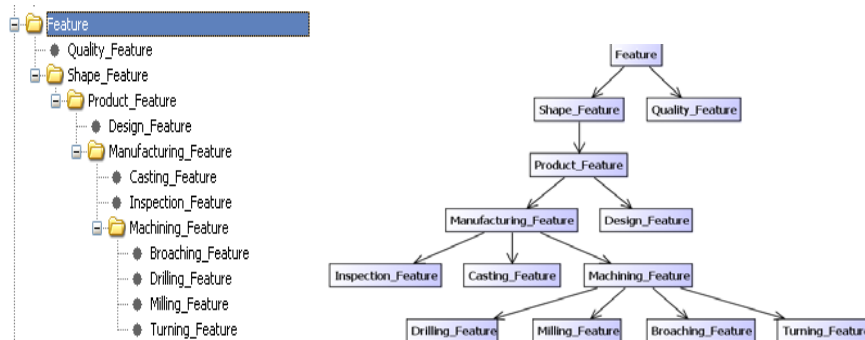 Feature
Quality_Feature
Shape_Feature
Product_Feature
Design_Feature
Manufacturing_Feature
Casting_Feature
Inspection_Feature
Machining_Feature
Broaching_Feature
Drilling_Feature
Milling_Feature
Turning_Feature
Feature
Shape_Feature Quality_Feature
Product_Feature
Manufacturing_Feature Design_Feature
Inspection_Feature Casting_Feature Machining_Feature
Drilling_Feature Milling_Feature Broaching_Feature Turning_Feature